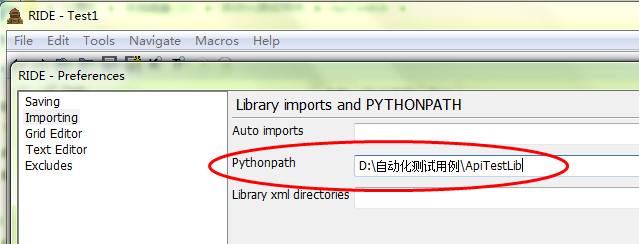 RIDE - Test1
File Edit Tools Navigate Macros Help
RIDE - Preferences
Saving
Importing
Grid Editor
Text Editor
Excludes
Library imports and PYTHONPATH
Auto imports
Pythonpath D:\自动化测试用例\ApiTestLib
Library xml directories